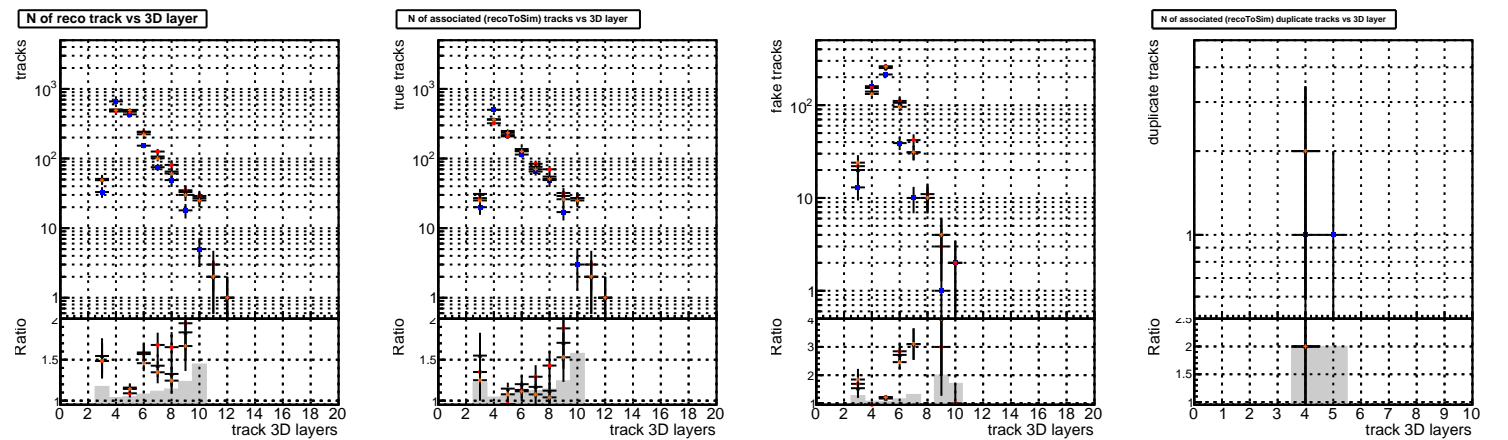 N of reco track vs 3D layer
tracks
10³
10²
10
1
Ratio
2
1.5
1
0 2 4 6 8 10 12 14 16 18 20
track 3D layers
N of associated (recoToSim) tracks vs 3D layer
true tracks
10³
10²
10
1
Ratio
2
1.5
1
0 2 4 6 8 10 12 14 16 18 20
track 3D layers
fake tracks
10²
10
1
Ratio
4
3
2
1
0 2 4 6 8 10 12 14 16 18 20
track 3D layers
N of associated (recoToSim) duplicate tracks vs 3D layer
duplicate tracks
1
Ratio
2.5
2
1.5
1
0 1 2 3 4 5 6 7 8 9 10
track 3D layers